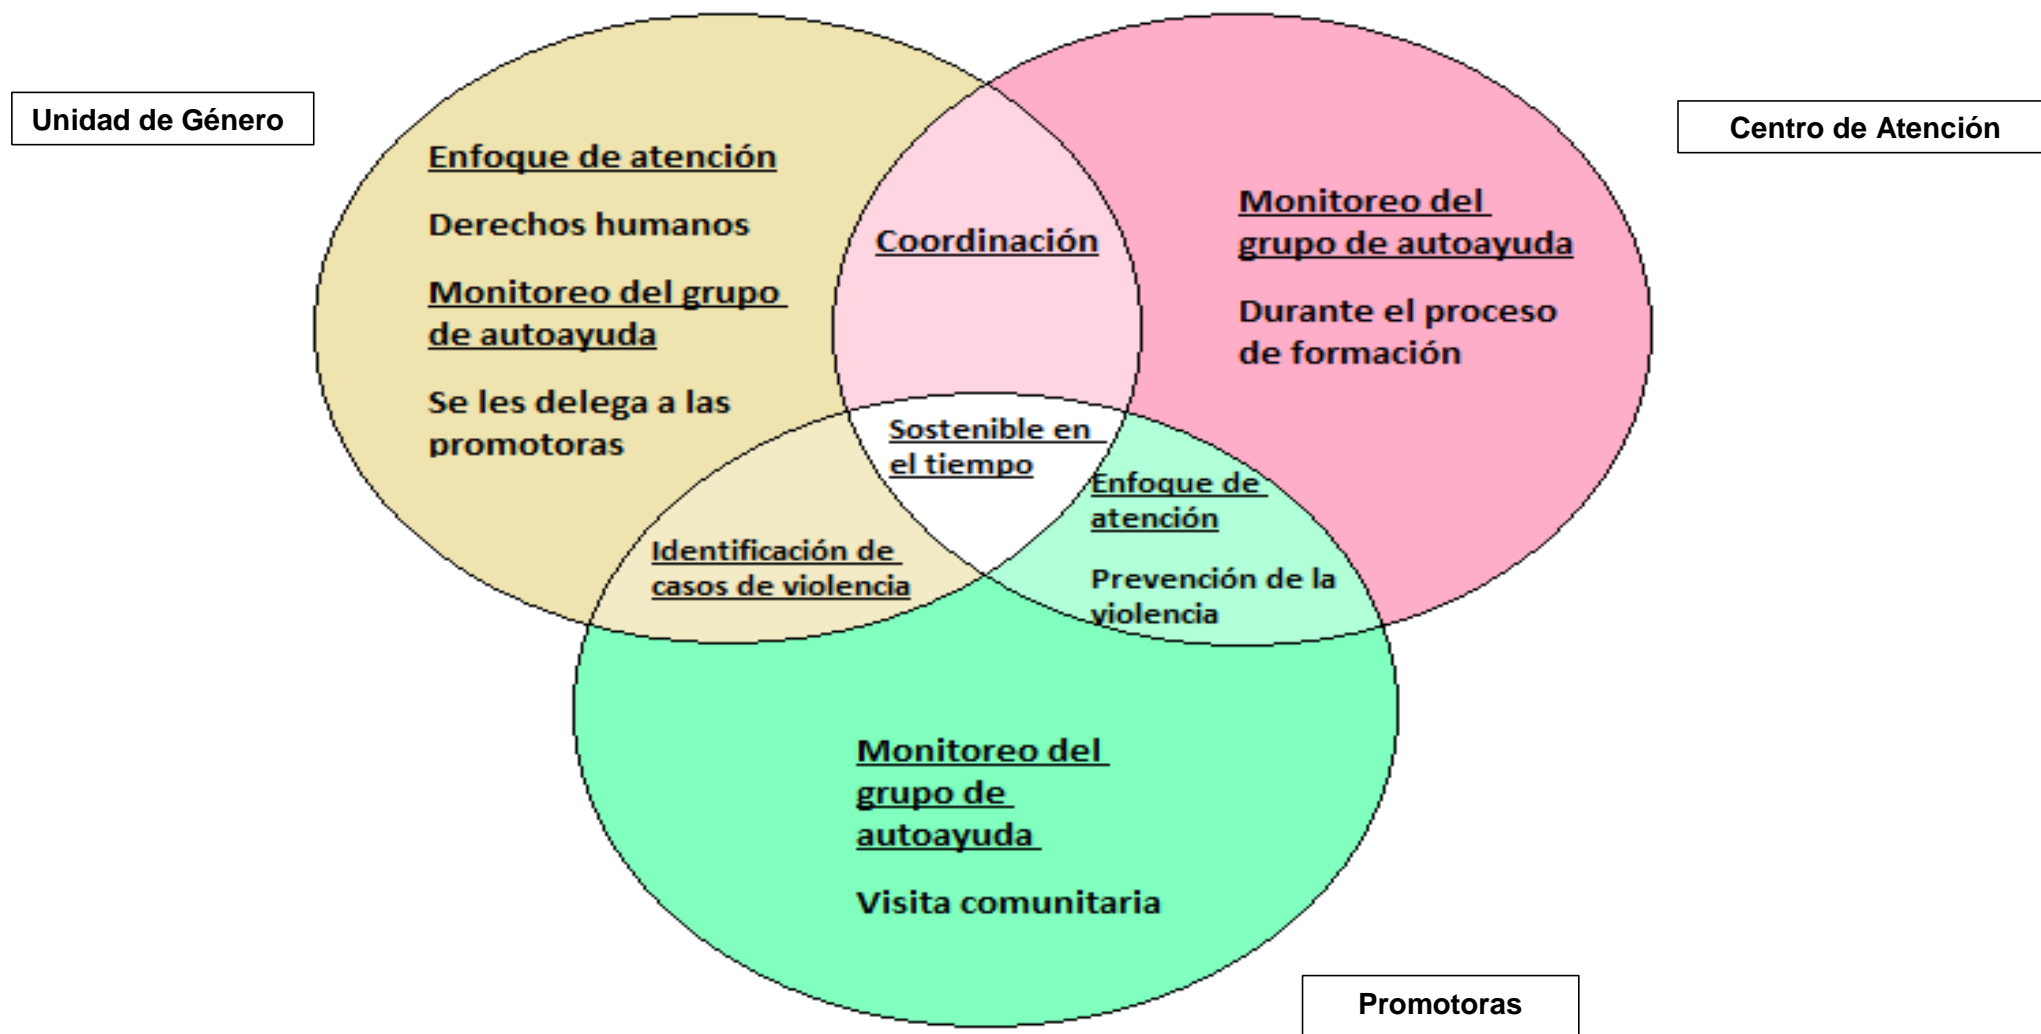 Unidad de Género
Centro de Atención
Enfoque de atención
Derechos humanos
Monitoreo del grupo
de autoayuda
Se les delega a las
promotoras
Coordinación
Monitoreo del
grupo de autoayuda
Durante el proceso
de formación
Sostenible en
el tiempo
Identificación de
casos de violencia
Enfoque de
atención
Prevención de la
violencia
Monitoreo del
grupo de
autoayuda
Visita comunitaria
Promotoras